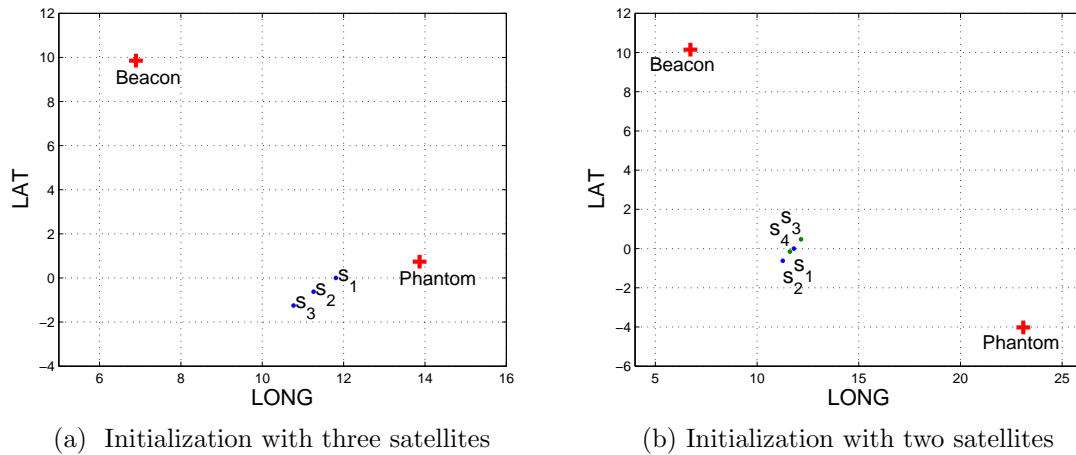 12
10
8
6
4
2
0
−2
−4
LAT
6
8
10
12
14
16
LONG
Beacon
Phantom
s1
s2
s3
(a) Initialization with three satellites
12
10
8
6
4
2
0
−2
−4
−6
LAT
5
10
15
20
25
LONG
Beacon
s3
s4
s1
s2
Phantom
(b) Initialization with two satellites